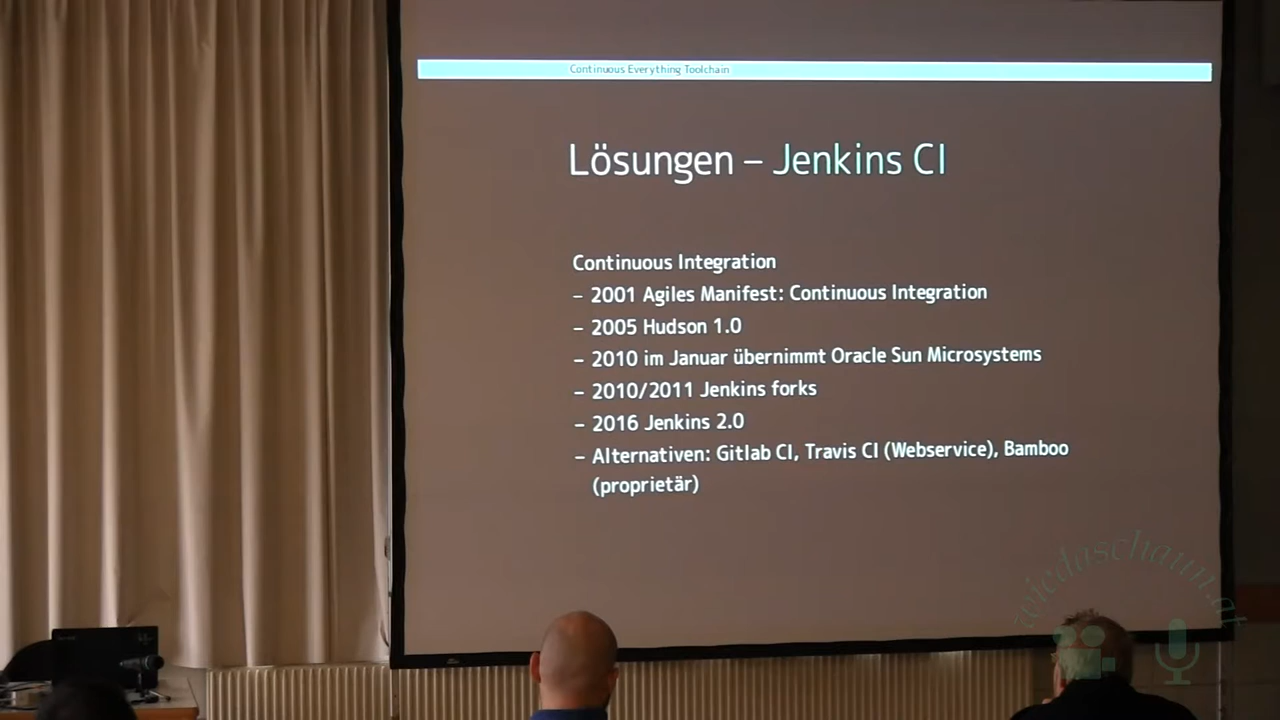 Continuous Everything Toolchain
Lösungen – Jenkins CI
Continuous Integration
– 2001 Agiles Manifest: Continuous Integration
– 2005 Hudson 1.0
– 2010 im Januar übernimmt Oracle Sun Microsystems
– 2010/2011 Jenkins forks
– 2016 Jenkins 2.0
– Alternativen: Gitlab CI, Travis CI (Webservice), Bamboo
(proprietär)
wiedaschaun.at